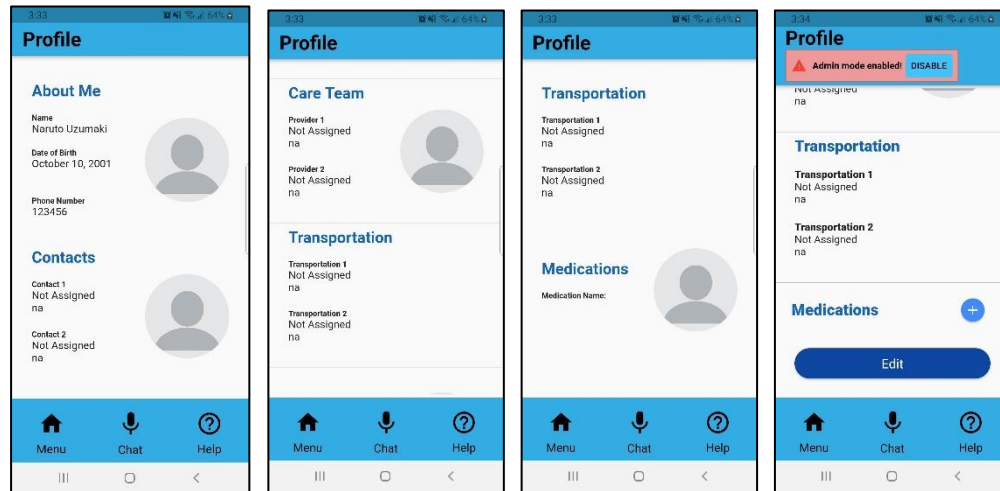 3:33 64%
Profile
About Me
Name
Naruto Uzumaki
Date of Birth
October 10, 2001
Phone Number
123456
Contacts
Contact 1
Not Assigned
na
Contact 2
Not Assigned
na
Menu Chat Help
3:33 64%
Profile
Care Team
Provider 1
Not Assigned
na
Provider 2
Not Assigned
na
Transportation
Transportation 1
Not Assigned
na
Transportation 2
Not Assigned
na
Menu Chat Help
3:33 64%
Profile
Transportation
Transportation 1
Not Assigned
na
Transportation 2
Not Assigned
na
Medications
Medication Name:
Menu Chat Help
3:34 64%
Profile
Admin mode enabled! DISABLE
Not Assigned
na
Transportation
Transportation 1
Not Assigned
na
Transportation 2
Not Assigned
na
Medications
Edit
Menu Chat Help